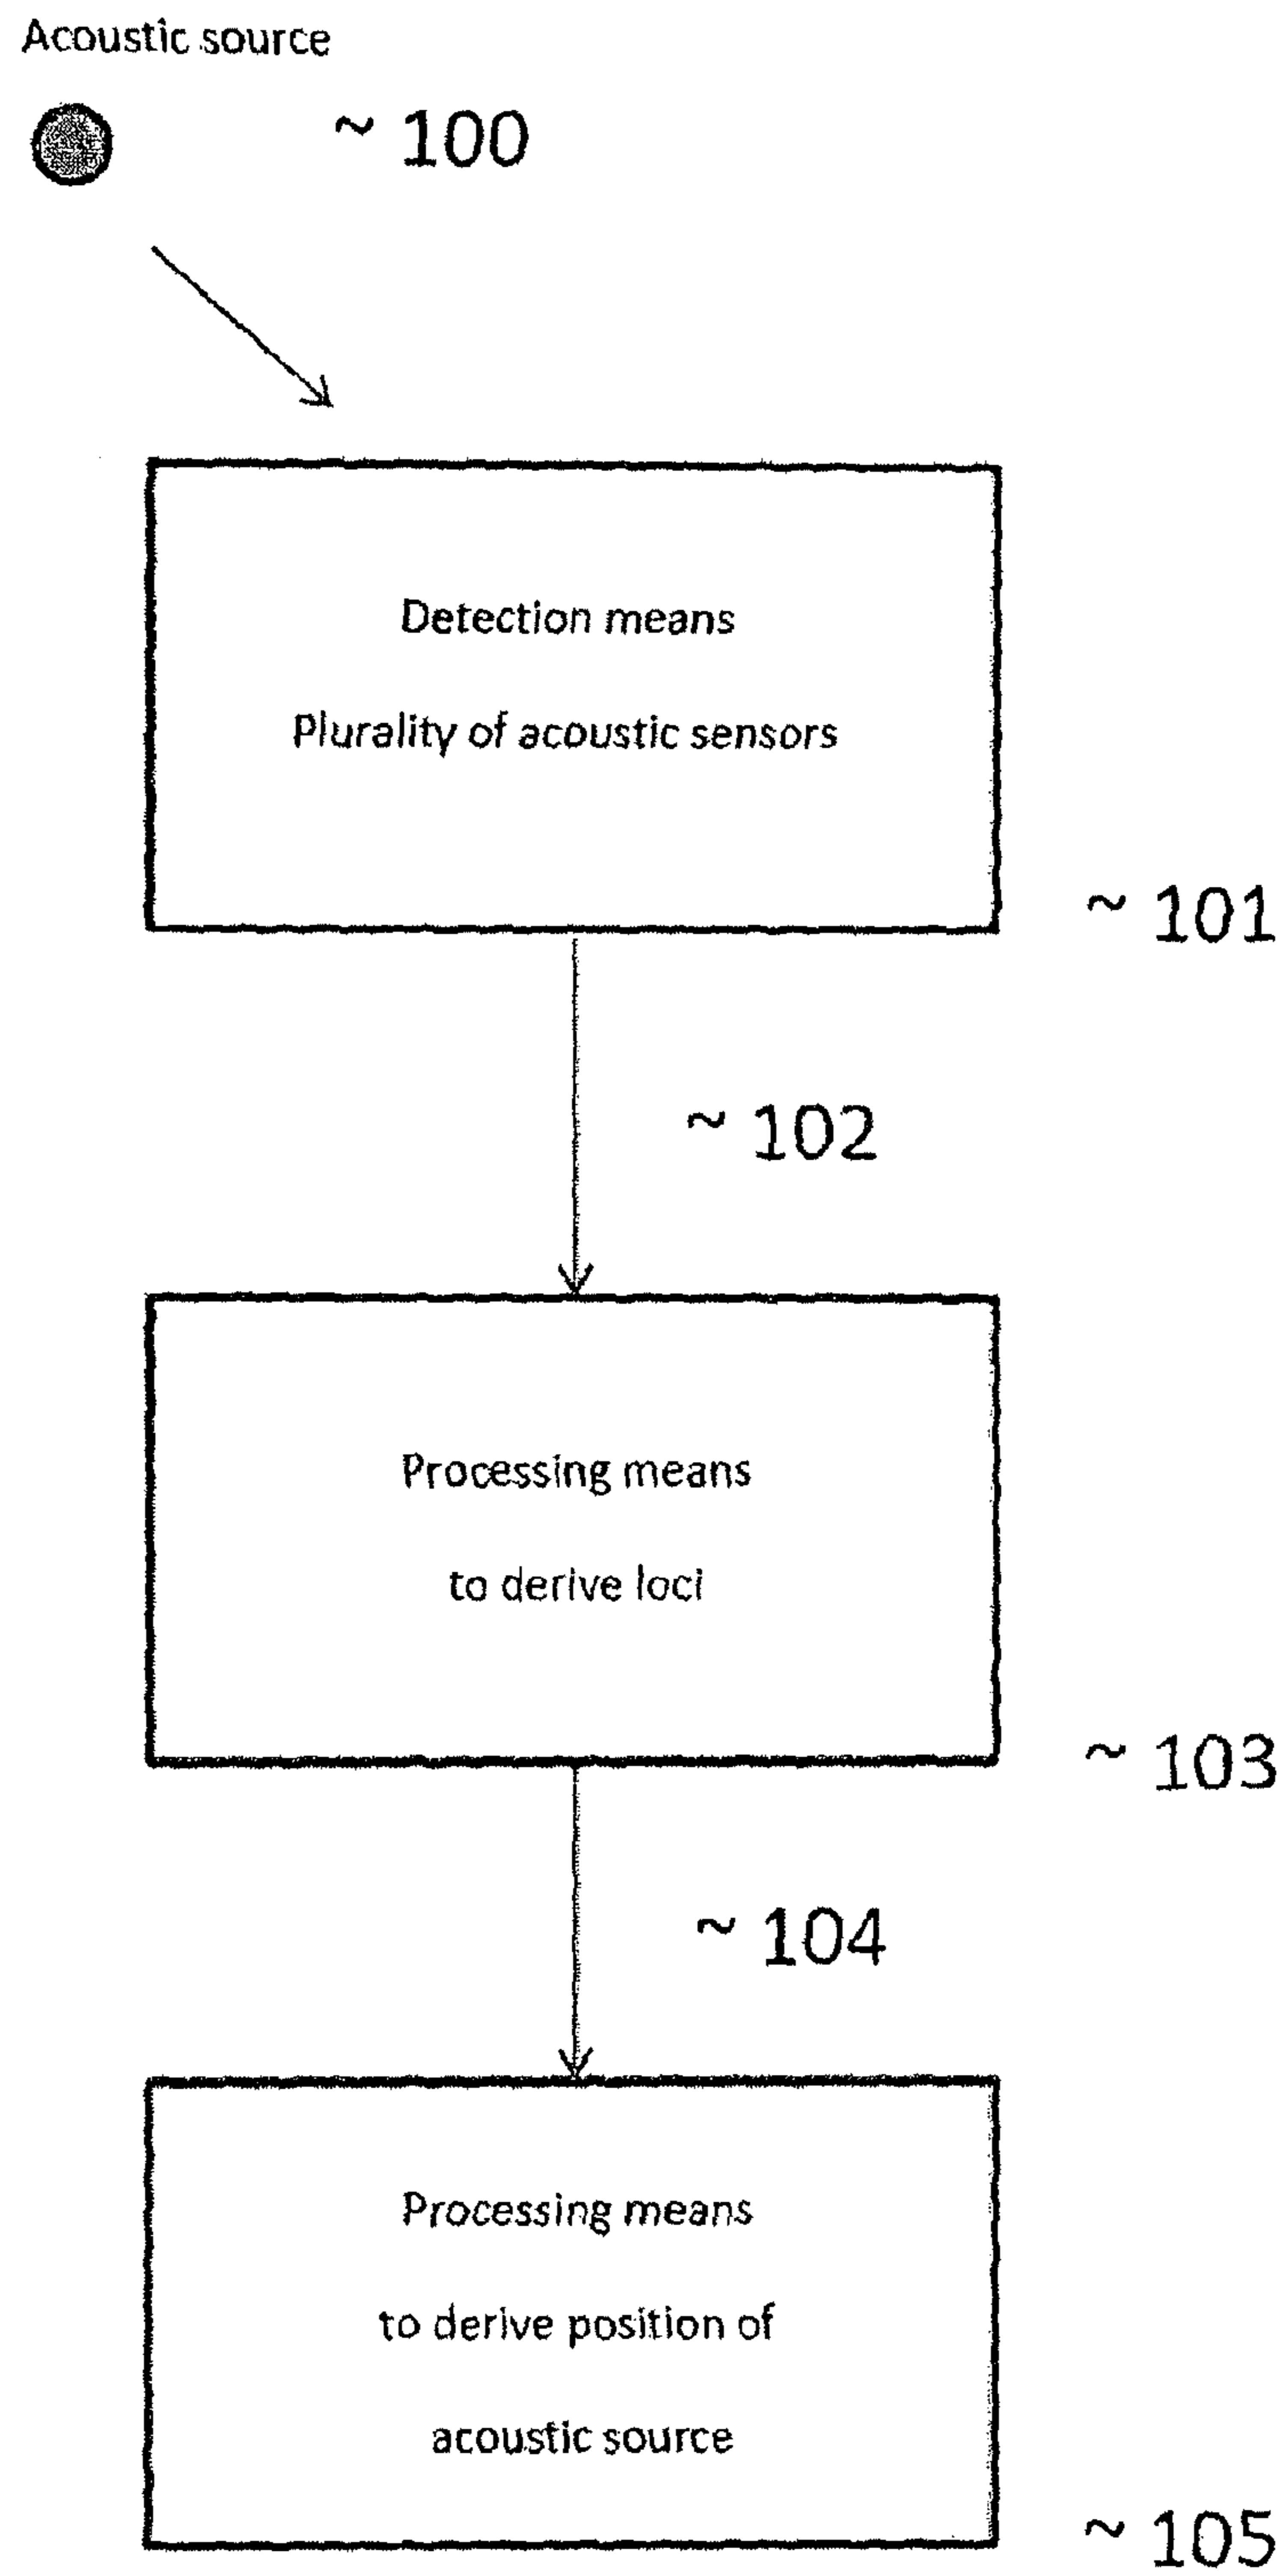 Acoustic source
~ 100
Detection means
Plurality of acoustic sensors
~ 101
~ 102
Processing means
to derive loci
~ 103
~ 104
Processing means
to derive position of
acoustic source
~ 105